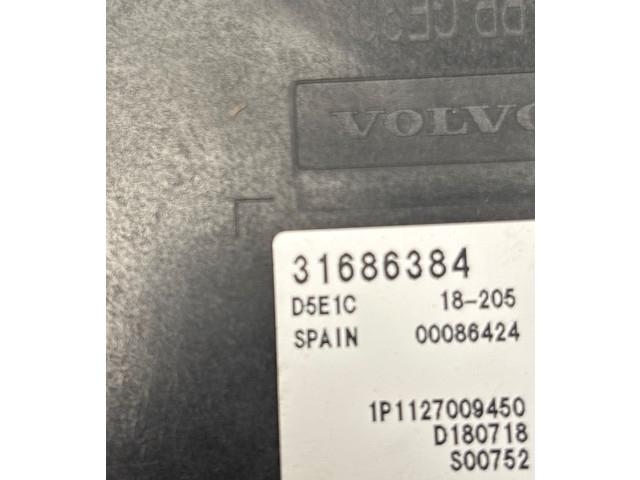 VOLVO
31686384
D5E1C 18-205
SPAIN 00086424
1P1127009450
D180718
S00752